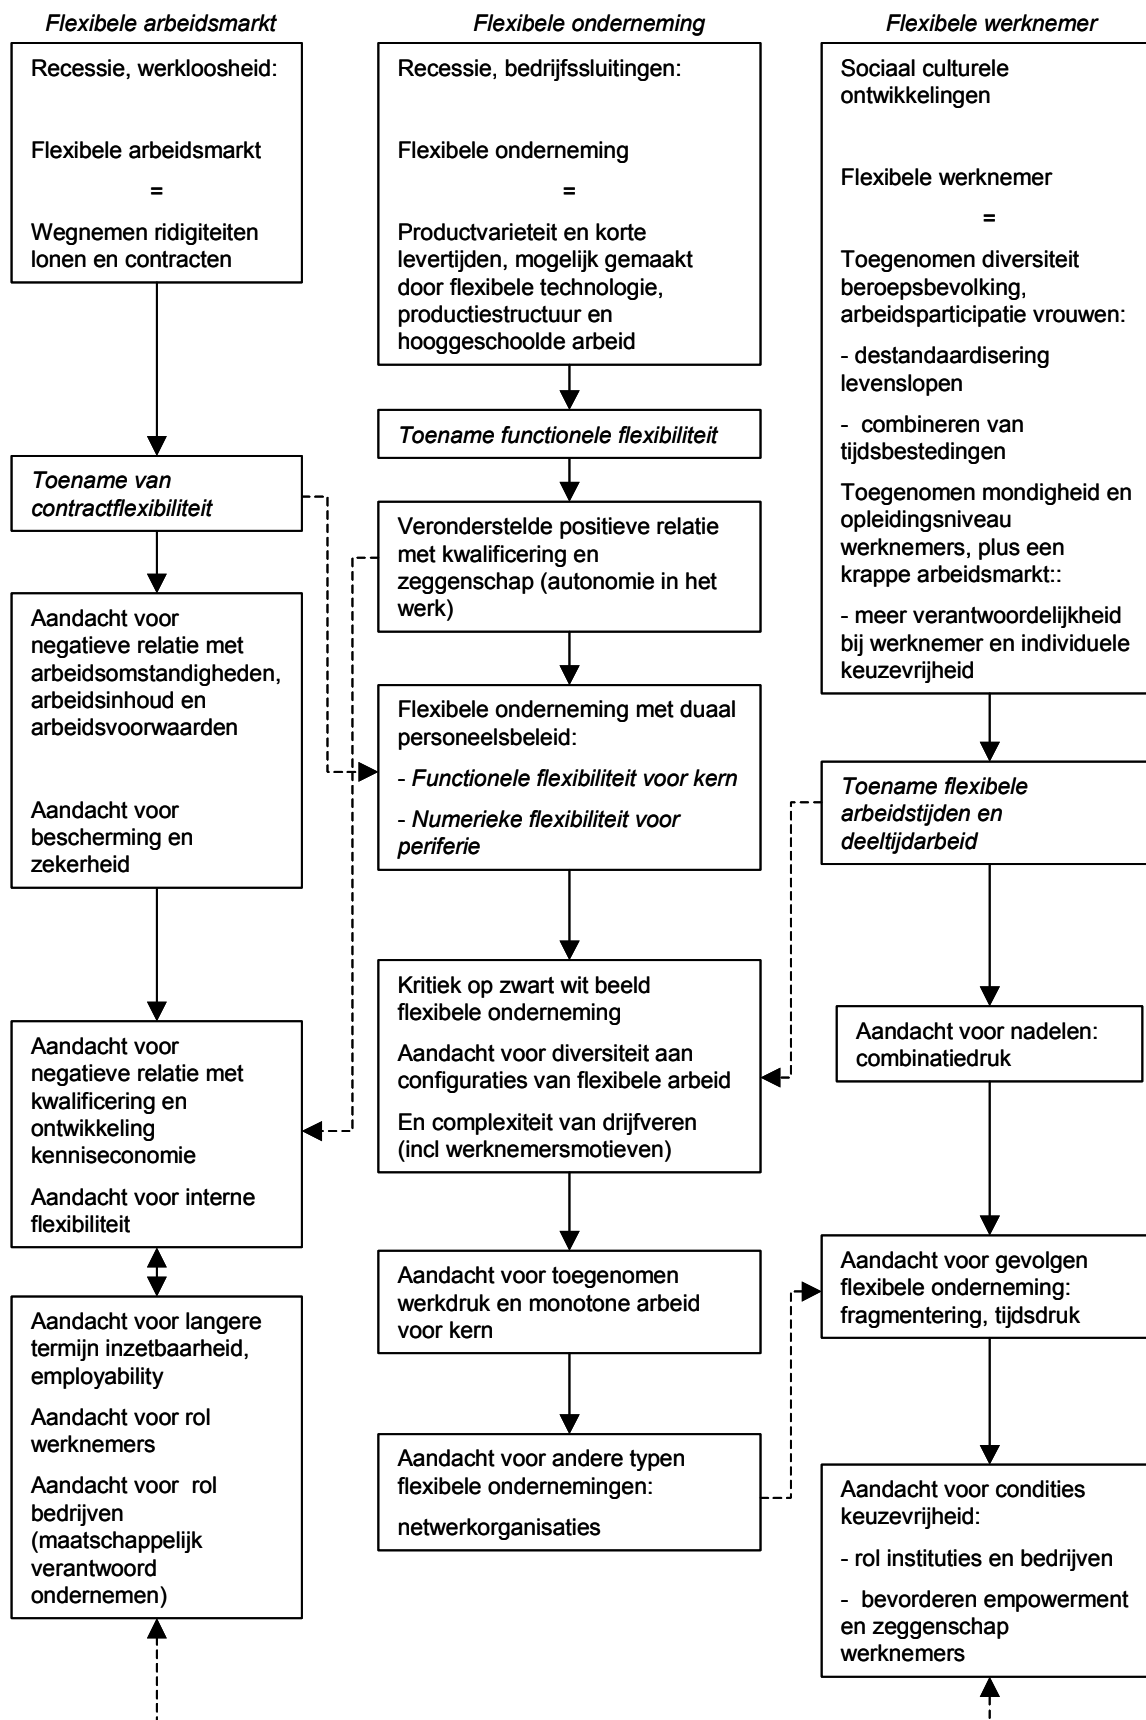 Flexibele arbeidsmarkt
Recessie, werkloosheid:
Flexibele arbeidsmarkt
=
Wegnemen ridigiteiten
lonen en contracten
Toename van
contractflexibiliteit
Aandacht voor
negatieve relatie met
arbeidsomstandigheden,
arbeidsinhoud en
arbeidsvoorwaarden
Aandacht voor
bescherming en
zekerheid
Aandacht voor
negatieve relatie met
kwalificering en
ontwikkeling
kenniseconomie
Aandacht voor interne
flexibiliteit
Aandacht voor langere
termijn inzetbaarheid,
employability
Aandacht voor rol
werknemers
Aandacht voor rol
bedrijven
(maatschappelijk
verantwoord
ondernemen)
Flexibele onderneming
Recessie, bedrijfssluitingen:
Flexibele onderneming
=
Productvarieteit en korte
levertijden, mogelijk gemaakt
door flexibele technologie,
productiestructuur en
hooggeschoolde arbeid
Toename functionele flexibiliteit
Veronderstelde positieve relatie
met kwalificering en
zeggenschap (autonomie in het
werk)
Flexibele onderneming met duaal
personeelsbeleid:
- Functionele flexibiliteit voor kern
- Numerieke flexibiliteit voor
periferie
Kritiek op zwart wit beeld
flexibele onderneming
Aandacht voor diversiteit aan
configuraties van flexibele arbeid
En complexiteit van drijfveren
(incl werknemersmotieven)
Aandacht voor toegenomen
werkdruk en monotone arbeid
voor kern
Aandacht voor andere typen
flexibele ondernemingen:
netwerkorganisaties
Flexibele werknemer
Sociaal culturele
ontwikkelingen
Flexibele werknemer
=
Toegenomen diversiteit
beroepsbevolking,
arbeidsparticipatie vrouwen:
- destandaardisering
levenslopen
- combineren van
tijdsbestedingen
Toegenomen mondigheid en
opleidingsniveau
werknemers, plus een
krappe arbeidsmarkt::
- meer verantwoordelijkheid
bij werknemer en individuele
keuzevrijheid
Toename flexibele
arbeidstijden en
deeltijdarbeid
Aandacht voor nadelen:
combinatiedruk
Aandacht voor gevolgen
flexibele onderneming:
fragmentering, tijdsdruk
Aandacht voor condities
keuzevrijheid:
- rol instituties en bedrijven
- bevorderen empowerment
en zeggenschap
werknemers